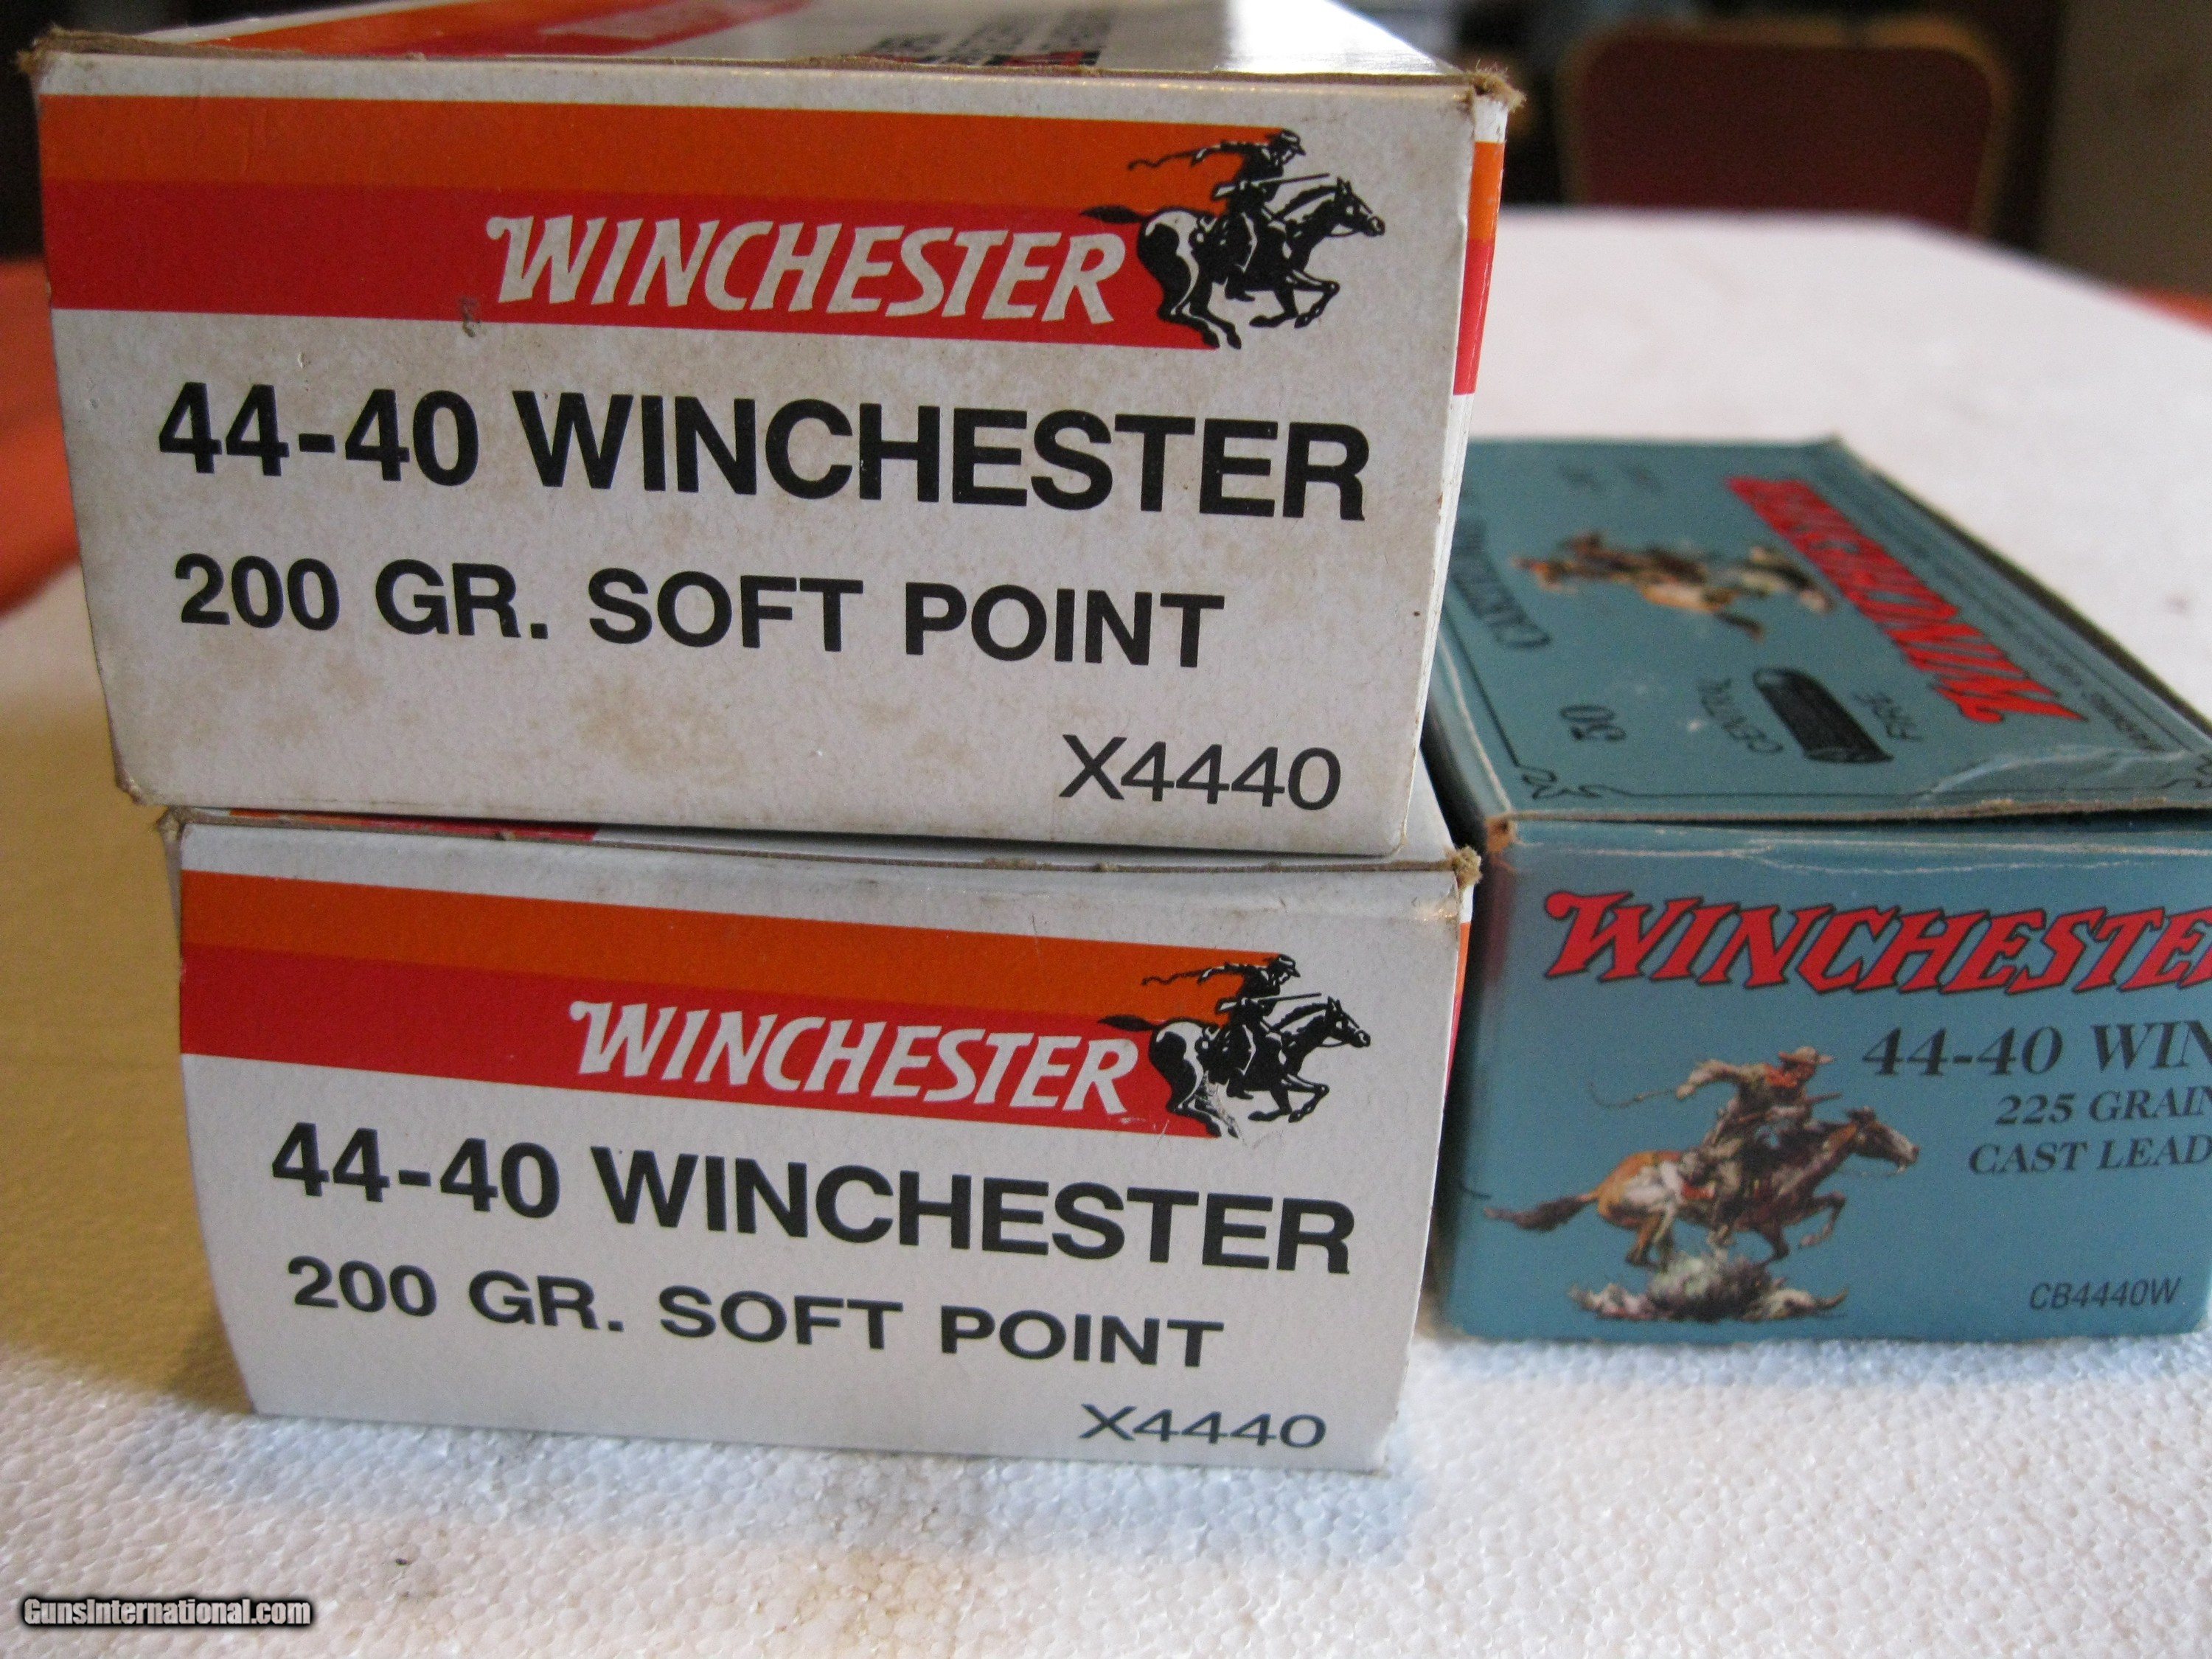 WINCHESTER
44-40 WINCHESTER
200 GR. SOFT POINT
X4440
WINCHESTER
44-40 WINCHESTER
200 GR. SOFT POINT
X4440
WINCHESTER
CENTRAL
FIRE
50
WINCHESTE
44-40 WIN
225 GRAIN
CAST LEAD
CB4440W
GunsInternational.com